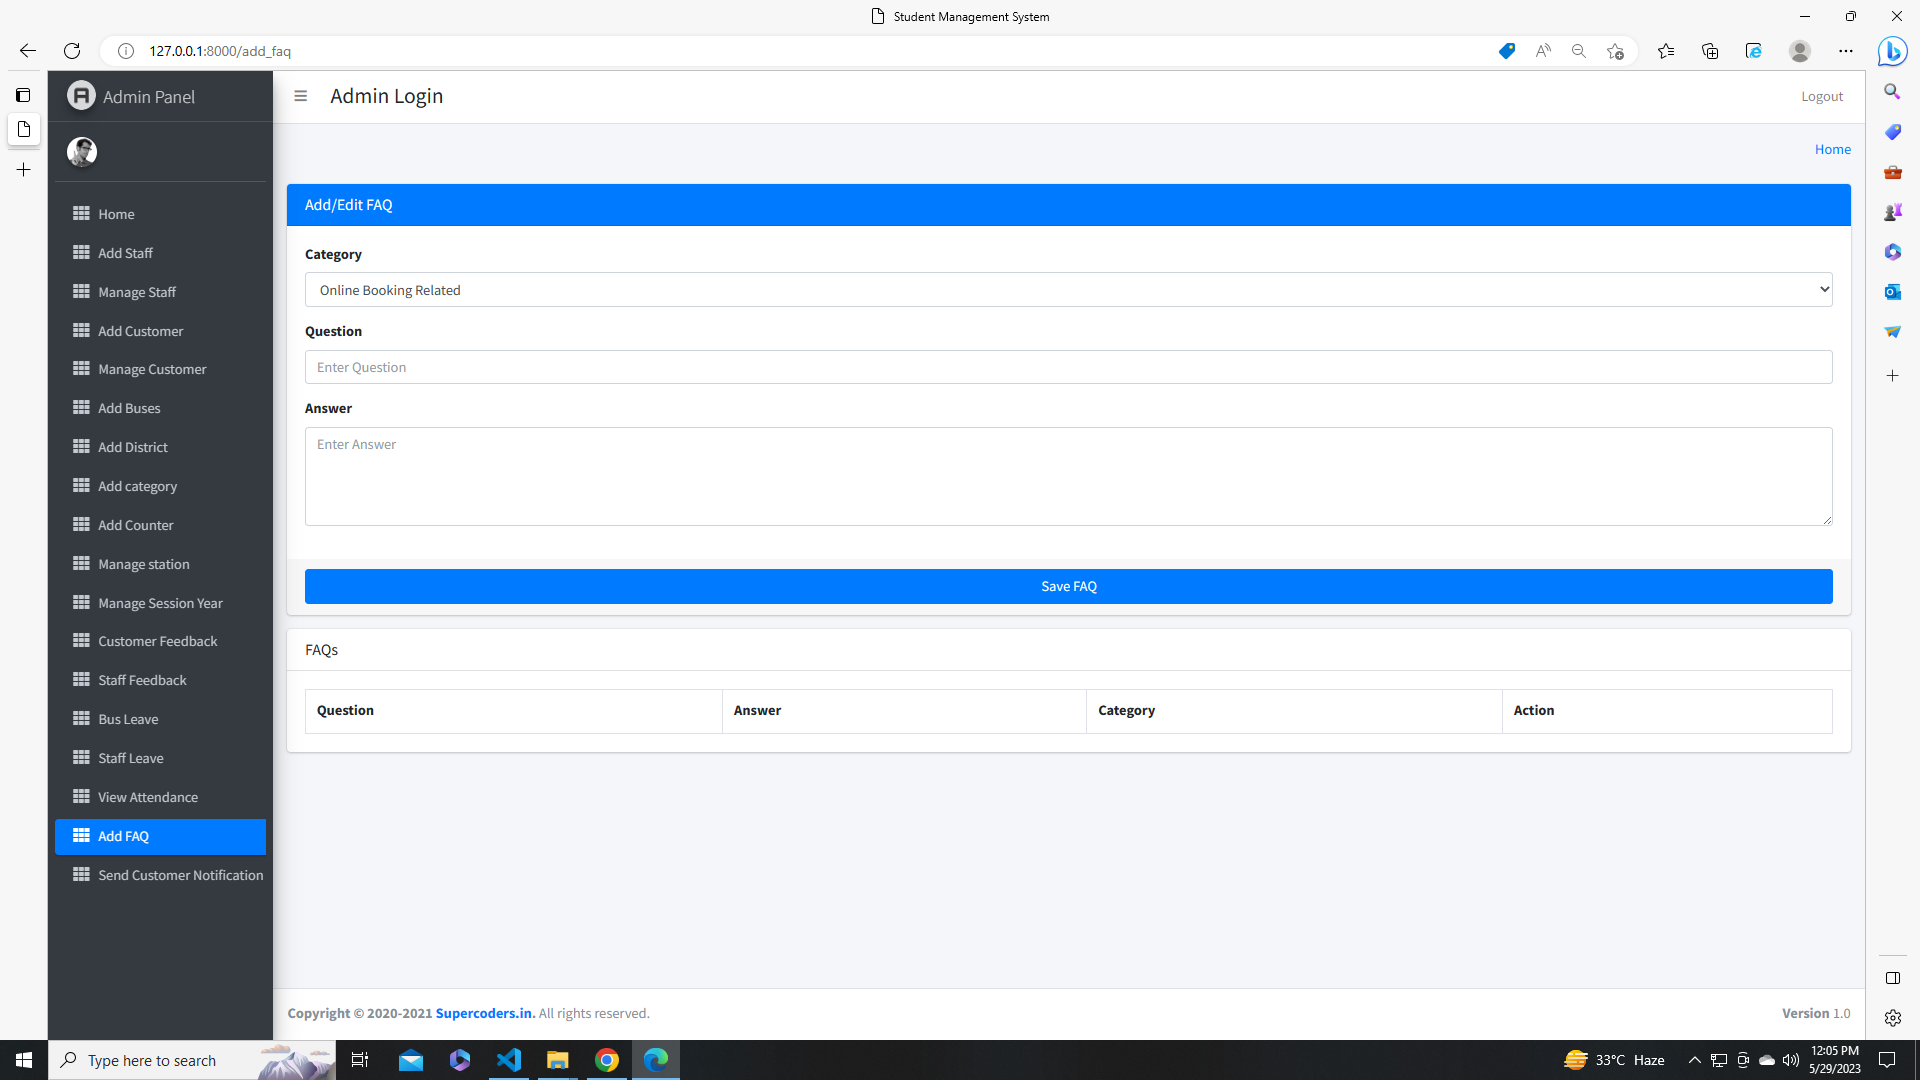 Student Management System
127.0.0.1:8000/add_faq
Admin Panel
Admin Login
Logout
Home
Home
Add Staff
Manage Staff
Add Customer
Manage Customer
Add Buses
Add District
Add category
Add Counter
Manage station
Manage Session Year
Customer Feedback
Staff Feedback
Bus Leave
Staff Leave
View Attendance
Add FAQ
Send Customer Notification
Add/Edit FAQ
Category
Online Booking Related
Question
Enter Question
Answer
Enter Answer
Save FAQ
FAQs
Question Answer Category Action
Copyright © 2020-2021 Supercoders.in. All rights reserved.
Version 1.0
Type here to search
33°C Haze
12:05 PM
5/29/2023